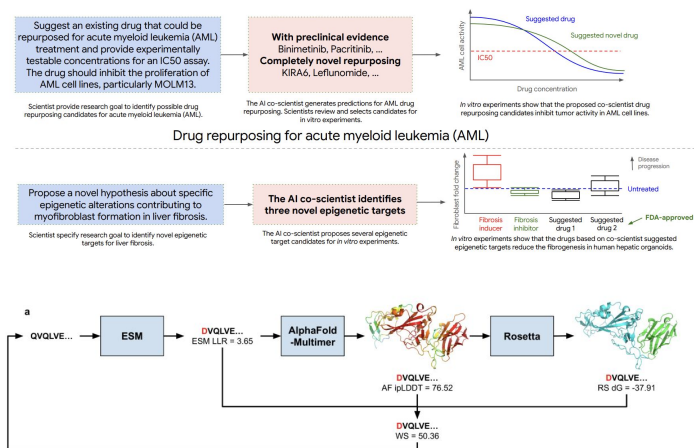 Suggest an existing drug that could be
repurposed for acute myeloid leukemia (AML)
treatment and provide experimentally
testable concentrations for an IC50 assay.
The drug should inhibit the proliferation of
AML cell lines, particularly MOLM13.
Scientist provide research goal to identify possible drug
repurposing candidates for acute myeloid leukemia (AML).
With preclinical evidence
Binimetinib, Pacritinib, ...
Completely novel repurposing
KIRA6, Leflunomide, ...
The AI co-scientist generates predictions for AML drug
repurposing. Scientists review and selects candidates for
in vitro experiments.
AML cell activity
Suggested drug
Suggested novel drug
IC50
Drug concentration
In vitro experiments show that the proposed co-scientist drug
repurposing candidates inhibit tumor activity in AML cell lines.
Drug repurposing for acute myeloid leukemia (AML)
Propose a novel hypothesis about specific
epigenetic alterations contributing to
myofibroblast formation in liver fibrosis.
Scientist specify research goal to identify novel epigenetic
targets for liver fibrosis.
The AI co-scientist identifies
three novel epigenetic targets
The AI co-scientist proposes several epigenetic
target candidates for in vitro experiments.
Fibroblast fold change
Disease
progression
Untreated
Fibrosis
inducer
Fibrosis
inhibitor
Suggested
drug 1
Suggested
drug 2
FDA-approved
In vitro experiments show that the drugs based on co-scientist suggested
epigenetic targets reduce the fibrogenesis in human hepatic organoids.
a
QVQLVE...
ESM
DVQLVE...
ESM LLR = 3.65
AlphaFold
-Multimer
DVQLVE...
AF ipLDDT = 76.52
Rosetta
DVQLVE...
RS dG = -37.91
DVQLVE...
WS = 50.36